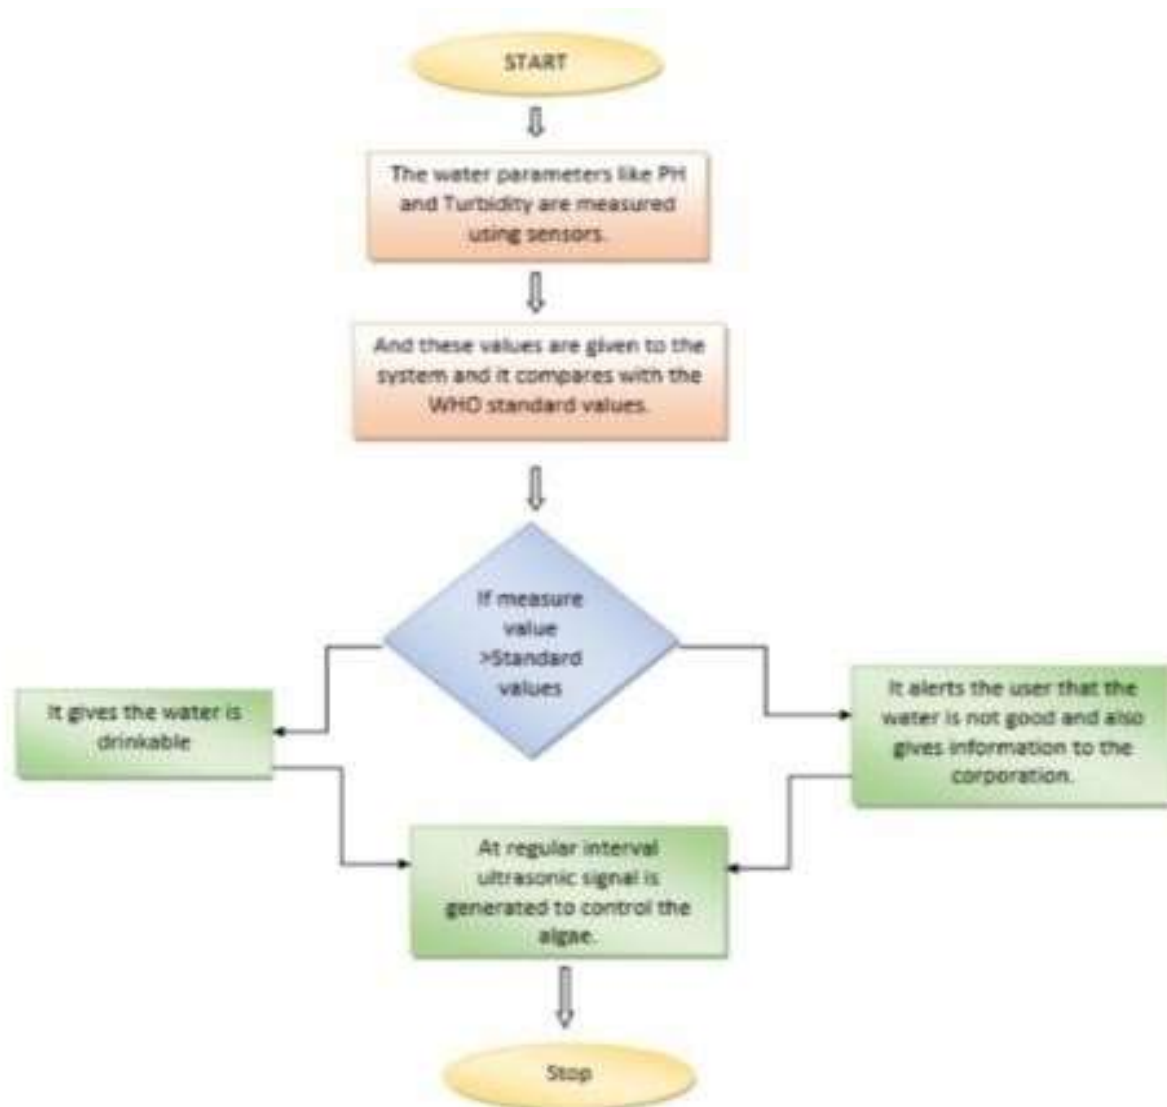 START
The water parameters like PH
and Turbidity are measured
using sensors.
And these values are given to the
system and it compares with the
WHO standard values.
If measure
value
>Standard
values
It gives the water is
drinkable
It alerts the user that the
water is not good and also
gives information to the
corporation.
At regular interval
ultrasonic signal is
generated to control the
algae.
Stop